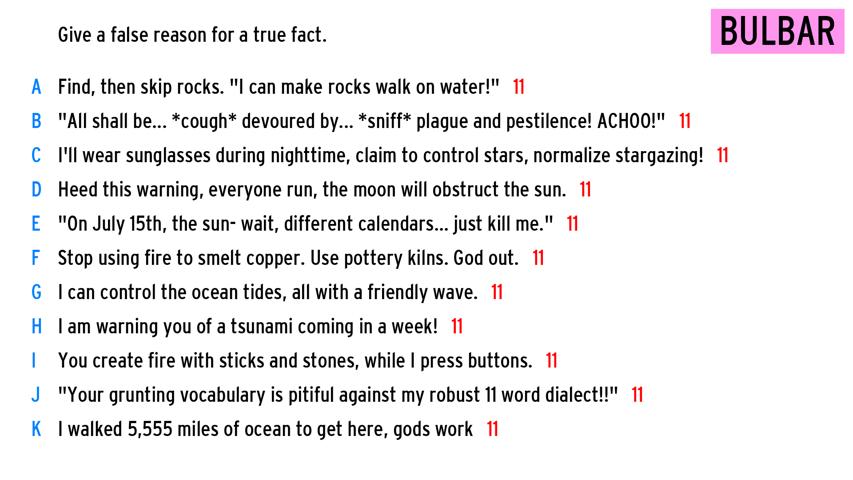 Give a false reason for a true fact.
BULBAR
A Find, then skip rocks. "I can make rocks walk on water!" 11
B "All shall be... *cough* devoured by... *sniff* plague and pestilence! ACHOO!" 11
C I'll wear sunglasses during nighttime, claim to control stars, normalize stargazing! 11
D Heed this warning, everyone run, the moon will obstruct the sun. 11
E "On July 15th, the sun- wait, different calendars... just kill me." 11
F Stop using fire to smelt copper. Use pottery kilns. God out. 11
G I can control the ocean tides, all with a friendly wave. 11
H I am warning you of a tsunami coming in a week! 11
I You create fire with sticks and stones, while I press buttons. 11
J "Your grunting vocabulary is pitiful against my robust 11 word dialect!!" 11
K I walked 5,555 miles of ocean to get here, gods work 11